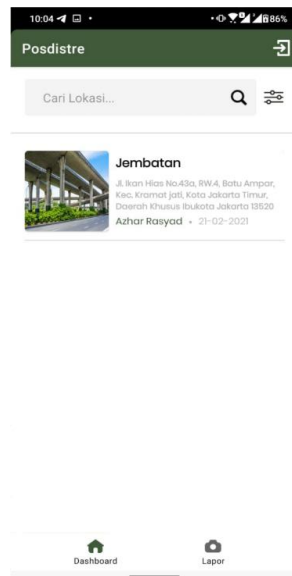 10:04
86%
Posdistre
Cari Lokasi...
Jembatan
Jl. Ikan Hias No.43a, RW.4, Batu Ampar,
Kec. Kramat jati, Kota Jakarta Timur,
Daerah Khusus Ibukota Jakarta 13520
Azhar Rasyad • 21-02-2021
Dashboard
Lapor